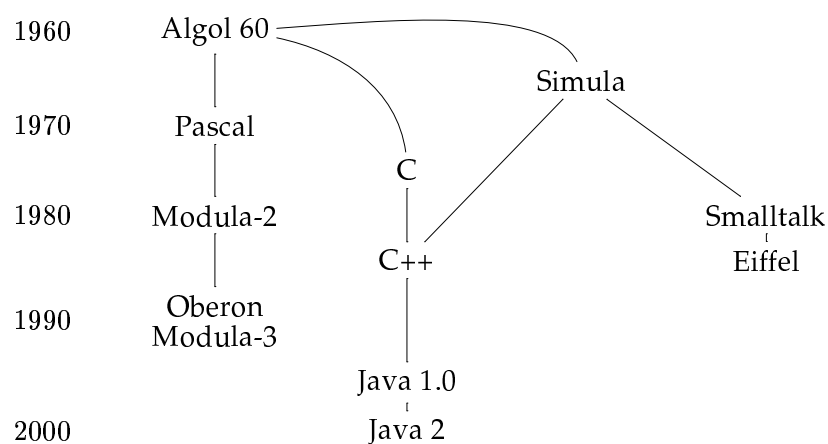 1960
Algol 60
Simula
1970
Pascal
C
1980
Modula-2
Smalltalk
C++
Eiffel
Oberon
1990
Modula-3
Java 1.0
2000
Java 2